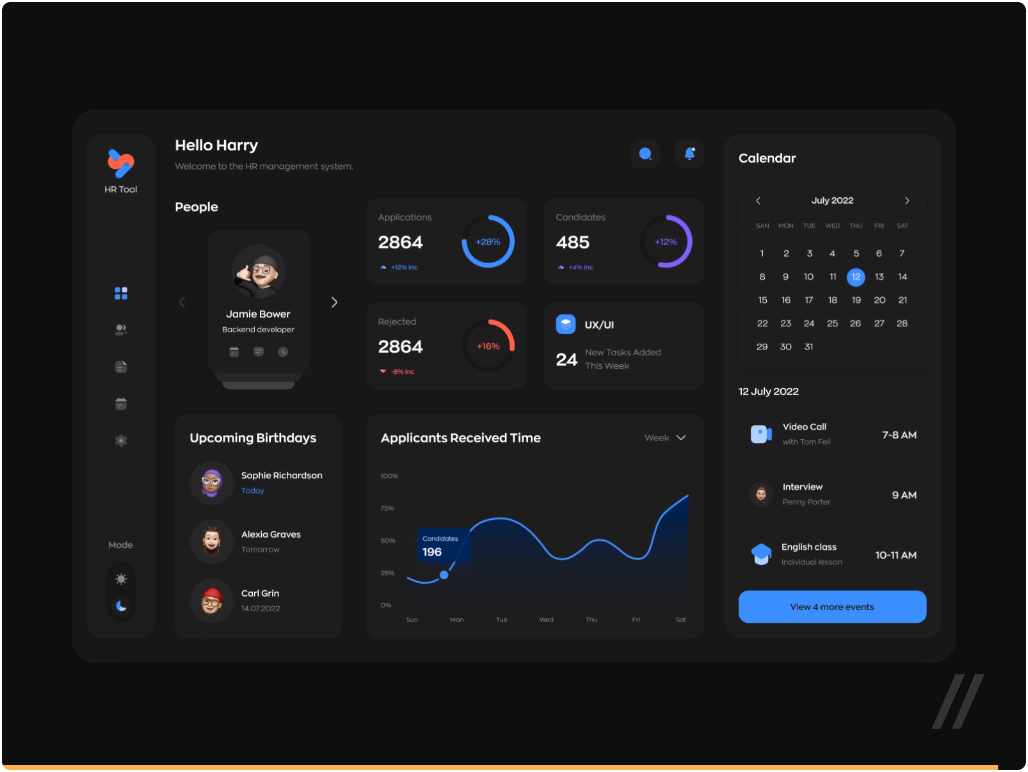 HR Tool
Mode
Hello Harry
Welcome to the HR management system.
People
Jamie Bower
Backend developer
Applications
2864
+28%
+12% Inc
Candidates
485
+12%
+4% Inc
Rejected
2864
+16%
-8% Inc
UX/UI
24
New Tasks Added
This Week
Upcoming Birthdays
Sophie Richardson
Today
Alexia Graves
Tomorrow
Carl Grin
14.07.2022
Applicants Received Time
Week
100%
75%
50%
25%
0%
Candidates
196
Sun Mon Tue Wed Thu Fri Sat
Calendar
July 2022
SAN MON TUE WED THU FRI SAT
1 2 3 4 5 6 7
8 9 10 11 12 13 14
15 16 17 18 19 20 21
22 23 24 25 26 27 28
29 30 31
12 July 2022
Video Call
with Tom Fell
7-8 AM
Interview
Penny Porter
9 AM
English class
Individual lesson
10-11 AM
View 4 more events